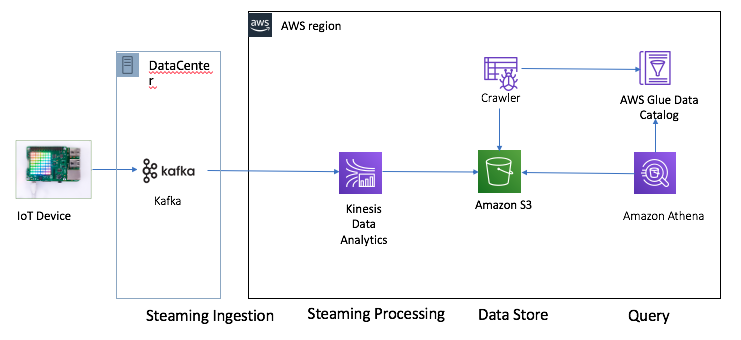 aws
AWS region
DataCente
r
Crawler
AWS Glue Data
Catalog
kafka
Kafka
IoT Device
Kinesis
Data
Analytics
Amazon S3
Amazon Athena
Steaming Ingestion
Steaming Processing
Data Store
Query